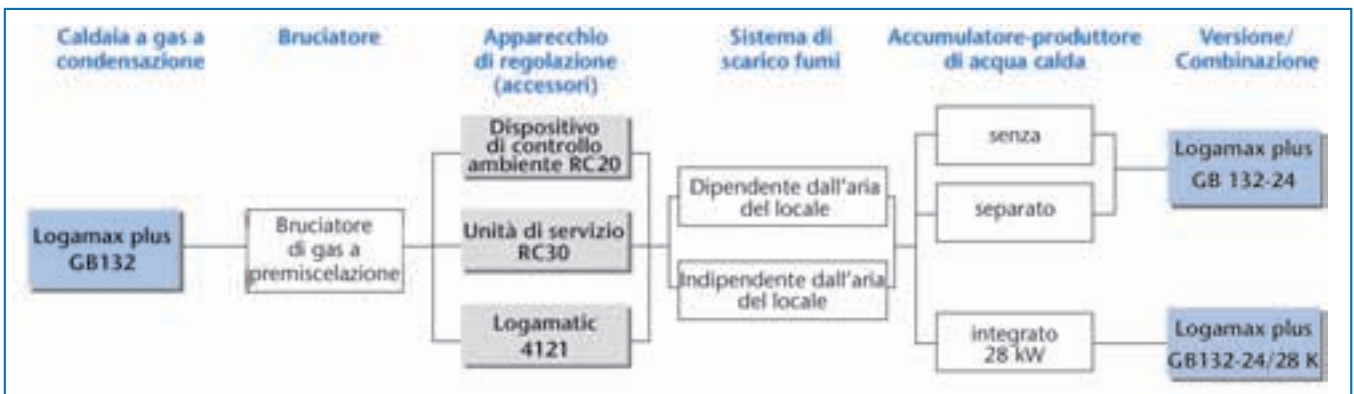 Caldaia a gas a
condensazione
Bruciatore
Apparecchio
di regolazione
(accessori)
Sistema di
scarico fumi
Accumulatore-produttore
di acqua calda
Versione/
Combinazione
Logamax plus
GB132
Bruciatore
di gas a
premiscelazione
Dispositivo
di controllo
ambiente RC20
Unità di servizio
RC30
Logamatic
4121
Dipendente dall'aria
del locale
Indipendente dall'aria
del locale
senza
separato
integrato
28 kW
Logamax plus
GB 132-24
Logamax plus
GB132-24/28 K